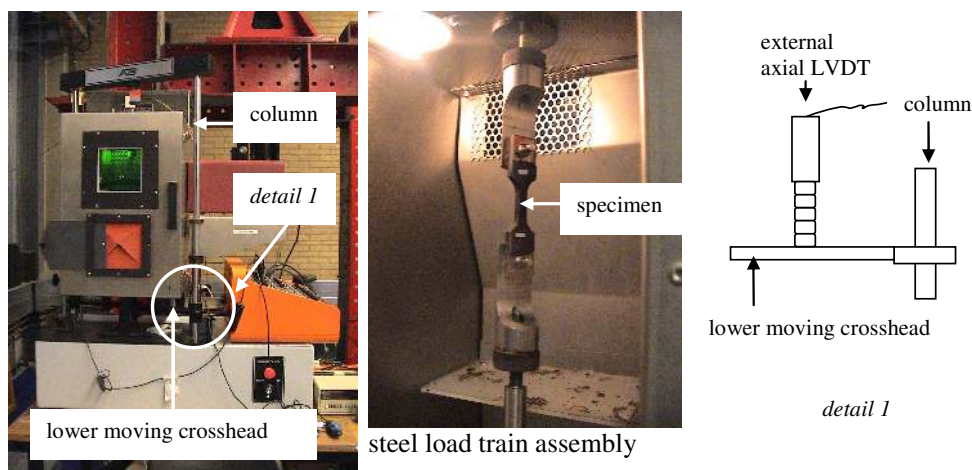 column
detail 1
lower moving crosshead
specimen
steel load train assembly
external
axial LVDT
column
lower moving crosshead
detail 1